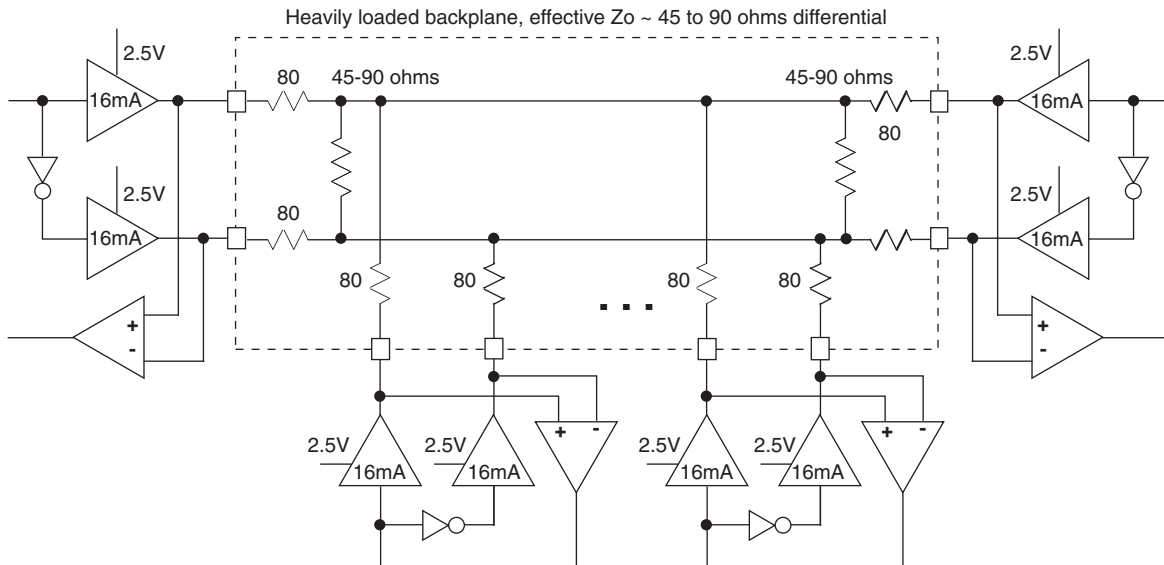 Heavily loaded backplane, effective Zo ~ 45 to 90 ohms differential
2.5V
2.5V
80
45-90 ohms
45-90 ohms
16mA
16mA
80
2.5V
2.5V
80
16mA
16mA
80
80
80
80
+
-
+
-
...
+
-
+
-
2.5V
2.5V
2.5V
2.5V
16mA
16mA
16mA
16mA